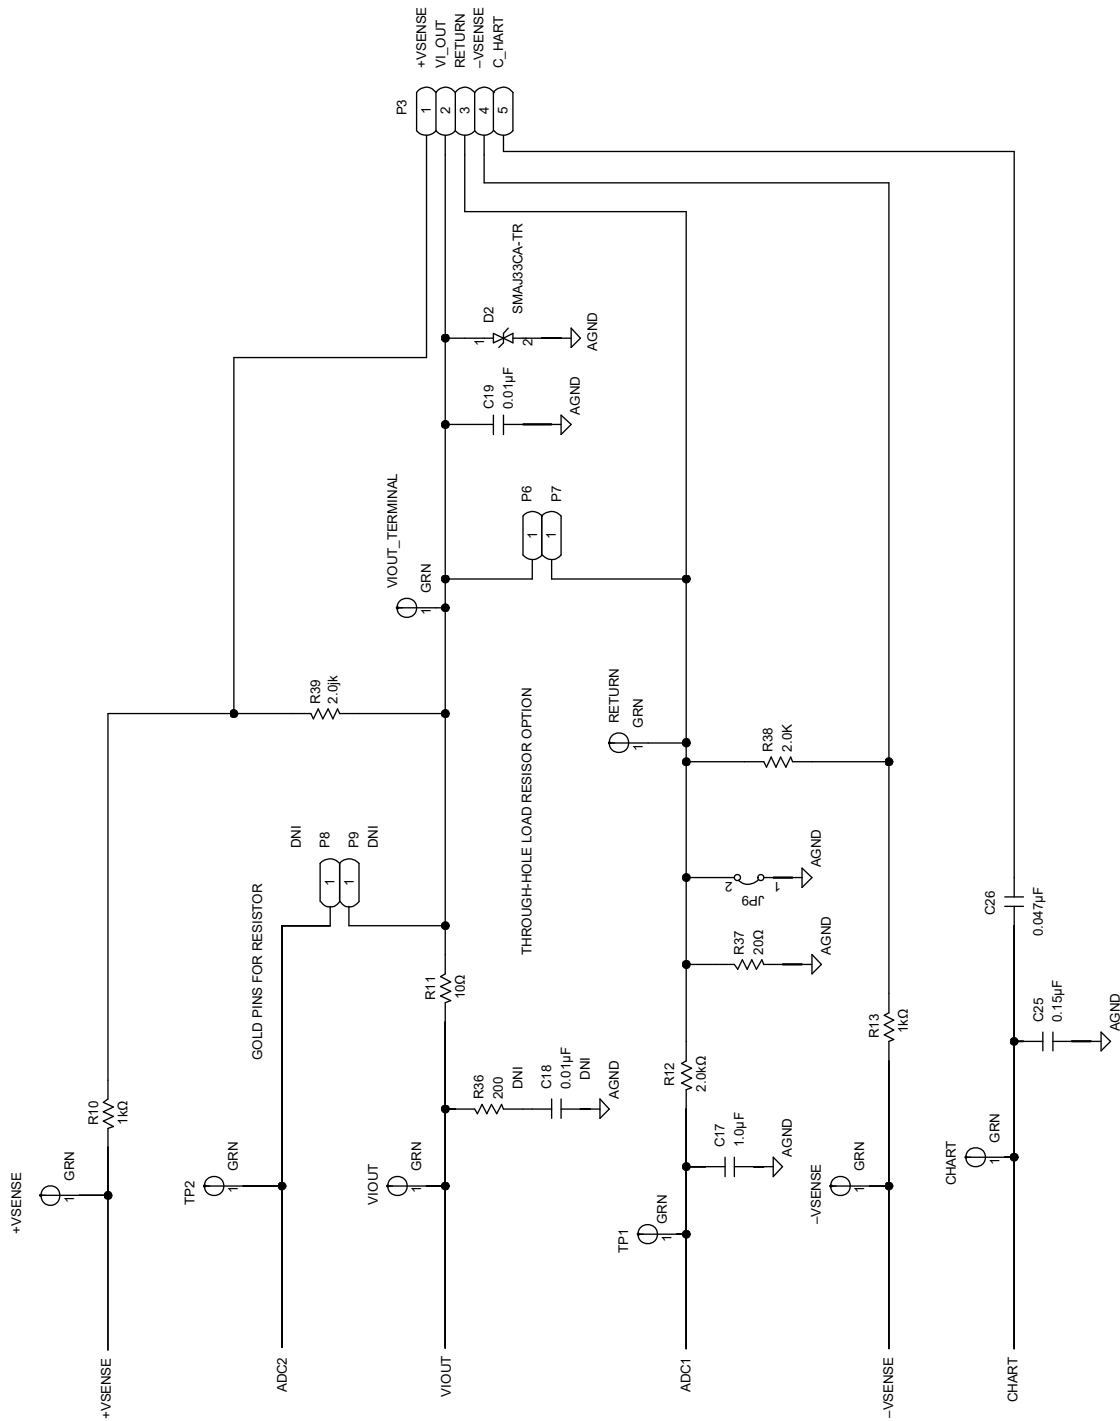 P3
+VSENSE
VI_OUT
RETURN
–VSENSE
C_HART
1
2
3
4
5
D2
SMAJ33CA-TR
1
2
AGND
C19
0.01µF
AGND
VIOUT_TERMINAL
GRN
1
P6
P7
1
1
R39
2.0jk
THROUGH-HOLE LOAD RESISOR OPTION
RETURN
GRN
1
R38
2.0K
DNI
P8
P9
DNI
1
1
GOLD PINS FOR RESISTOR
R11
10Ω
JP9
2
1
AGND
R37
20Ω
AGND
C26
0.047µF
R13
1kΩ
C25
0.15µF
AGND
R12
2.0kΩ
R36
200
DNI
C18
0.01µF
DNI
AGND
R10
1kΩ
C17
1.0µF
AGND
+VSENSE
GRN
1
TP2
GRN
1
VIOUT
GRN
1
TP1
GRN
1
–VSENSE
GRN
1
CHART
GRN
1
+VSENSE
ADC2
VIOUT
ADC1
–VSENSE
CHART